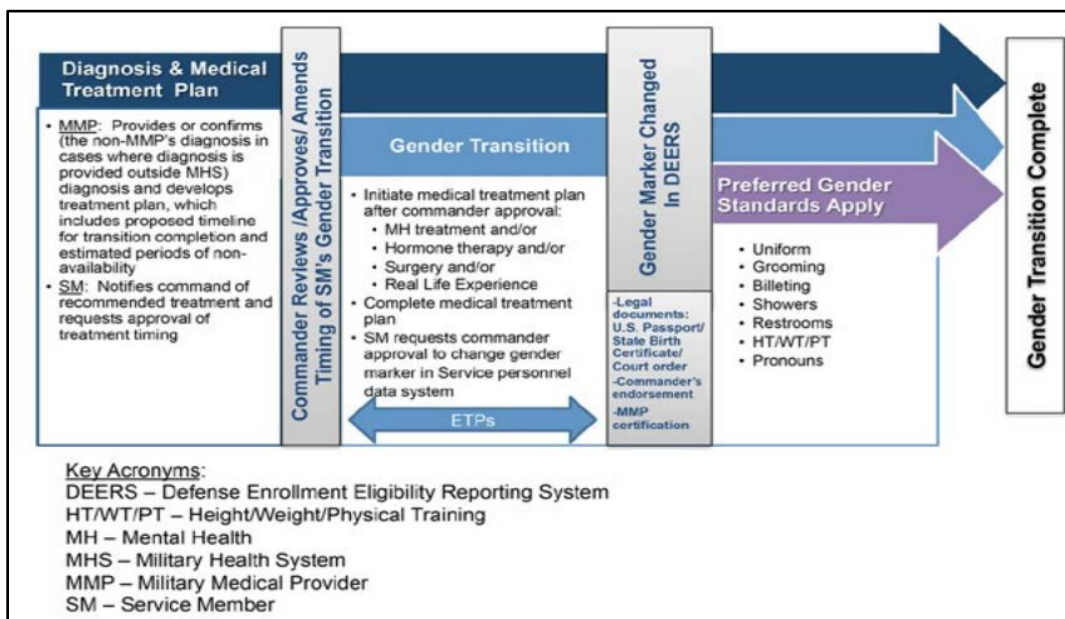 Diagnosis & Medical
Treatment Plan
• MMP: Provides or confirms
(the non-MMP's diagnosis in
cases where diagnosis is
provided outside MHS)
diagnosis and develops
treatment plan, which
includes proposed timeline
for transition completion and
estimated periods of non-
availability
• SM: Notifies command of
recommended treatment and
requests approval of
treatment timing
Commander Reviews/Approves/Amends
Timing of SM's Gender Transition
Gender Transition
• Initiate medical treatment plan
after commander approval:
• MH treatment and/or
• Hormone therapy and/or
• Surgery and/or
• Real Life Experience
• Complete medical treatment
plan
• SM requests commander
approval to change gender
marker in Service personnel
data system
ETPs
Gender Marker Changed
In DEERS
-Legal
documents:
U.S. Passport/
State Birth
Certificate/
Court order
-Commander's
endorsement
-MMP
certification
Preferred Gender
Standards Apply
• Uniform
• Grooming
• Billeting
• Showers
• Restrooms
• HT/WT/PT
• Pronouns
Gender Transition Complete
Key Acronyms:
DEERS – Defense Enrollment Eligibility Reporting System
HT/WT/PT – Height/Weight/Physical Training
MH – Mental Health
MHS – Military Health System
MMP – Military Medical Provider
SM – Service Member